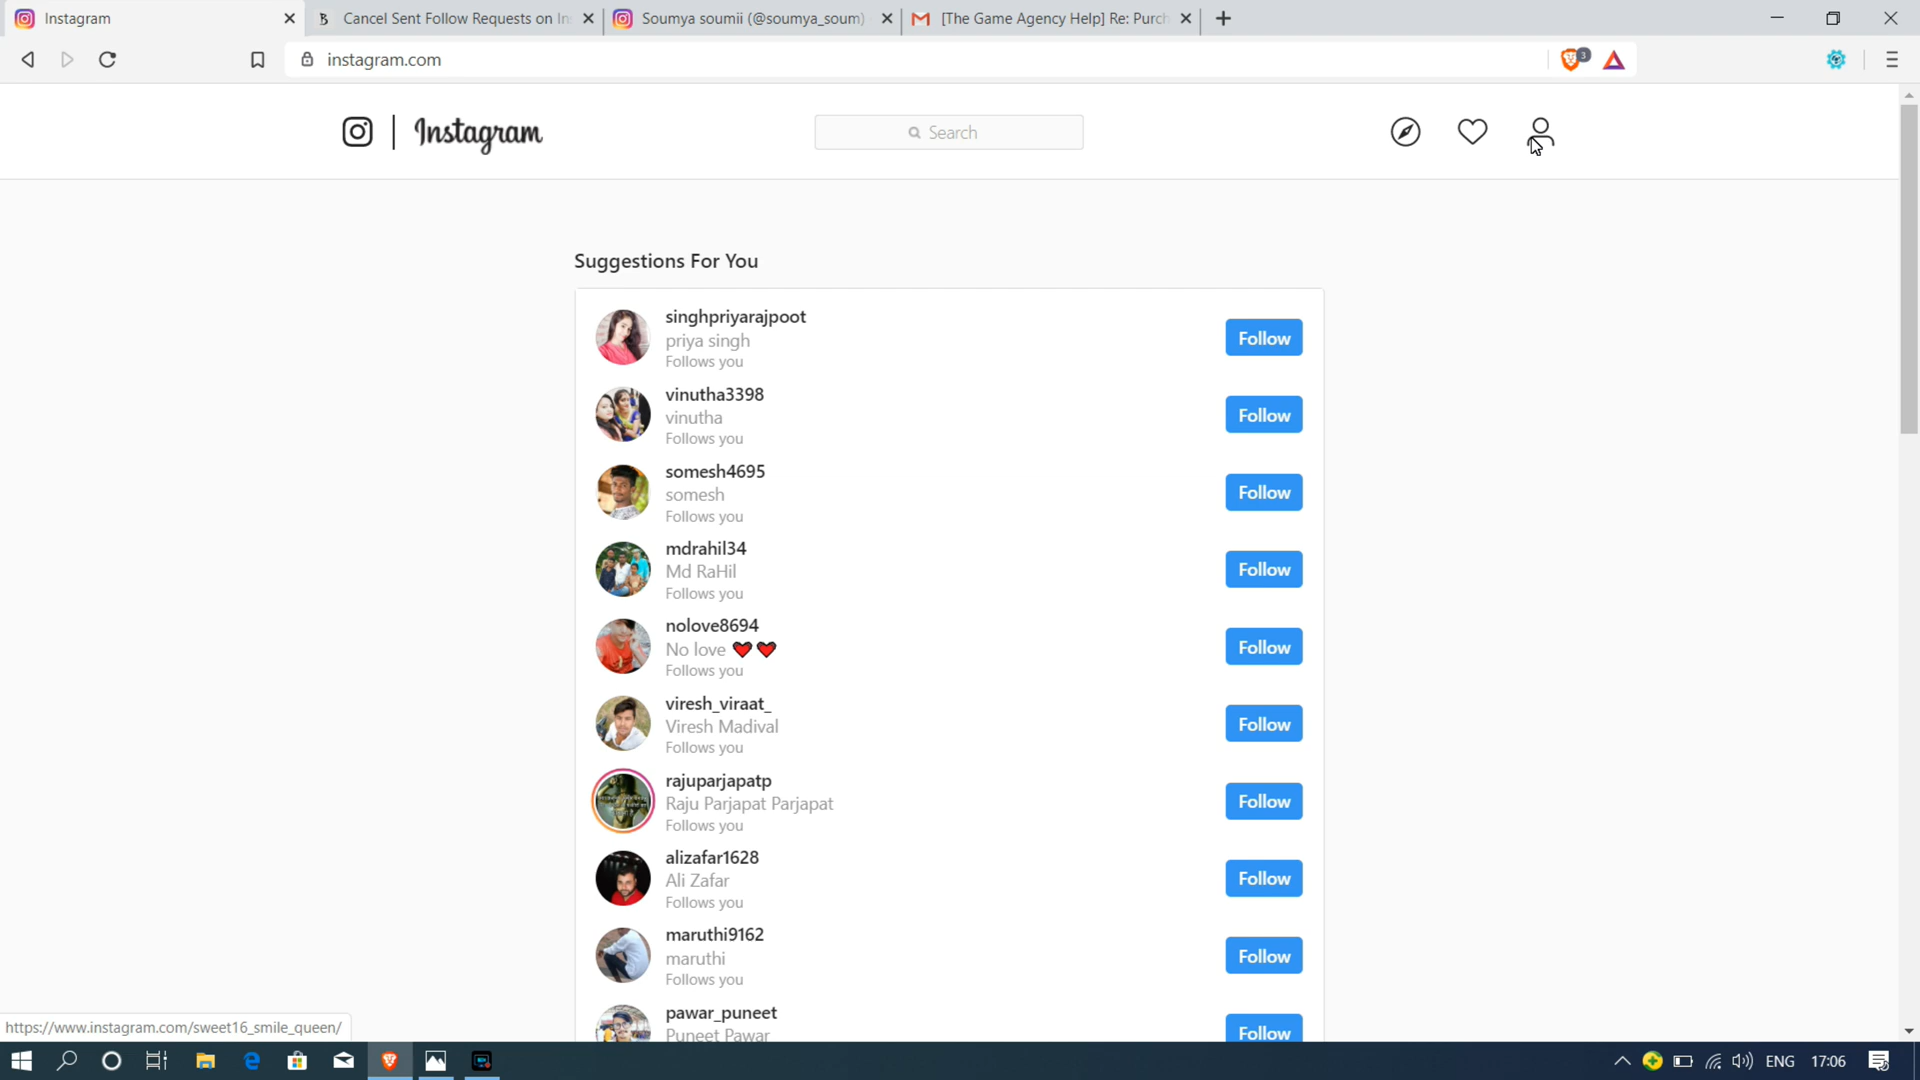 Instagram
Cancel Sent Follow Requests on In
Soumya soumii (@soumya_soum)
[The Game Agency Help] Re: Purch
instagram.com
3
Instagram
Search
Suggestions For You
singhpriyarajpoot
priya singh
Follows you
Follow
vinutha3398
vinutha
Follows you
Follow
somesh4695
somesh
Follows you
Follow
mdrahil34
Md RaHil
Follows you
Follow
nolove8694
No love ❤️❤️
Follows you
Follow
viresh_viraat_
Viresh Madival
Follows you
Follow
rajuparjapatp
Raju Parjapat Parjapat
Follows you
Follow
alizafar1628
Ali Zafar
Follows you
Follow
maruthi9162
maruthi
Follows you
Follow
pawar_puneet
Puneet Pawar
Follow
https://www.instagram.com/sweet16_smile_queen/
ENG
17:06